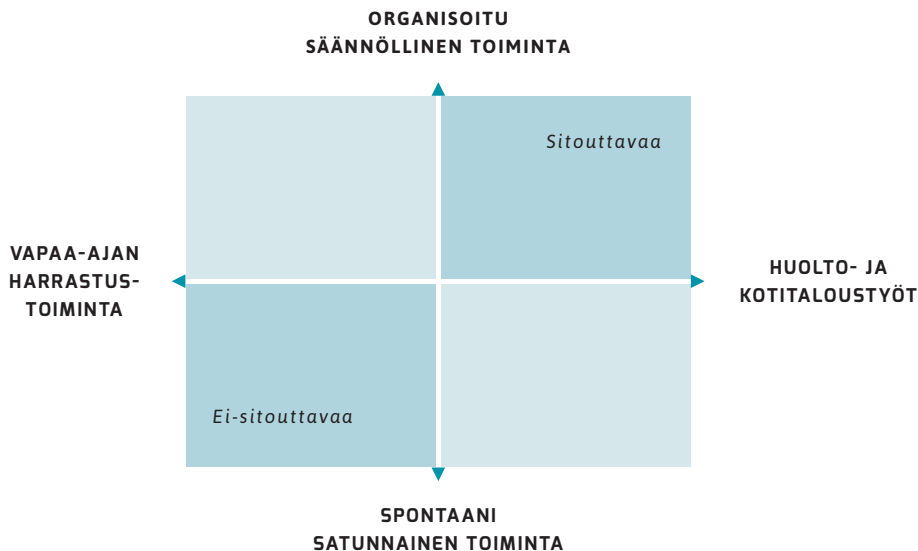 ORGANISOITU
SÄÄNNÖLLINEN TOIMINTA
Sitouttavaa
VAPAA-AJAN
HARRASTUS-
TOIMINTA
HUOLTO- JA
KOTITALOUSTYÖT
Ei-sitouttavaa
SPONTAANI
SATUNNAINEN TOIMINTA